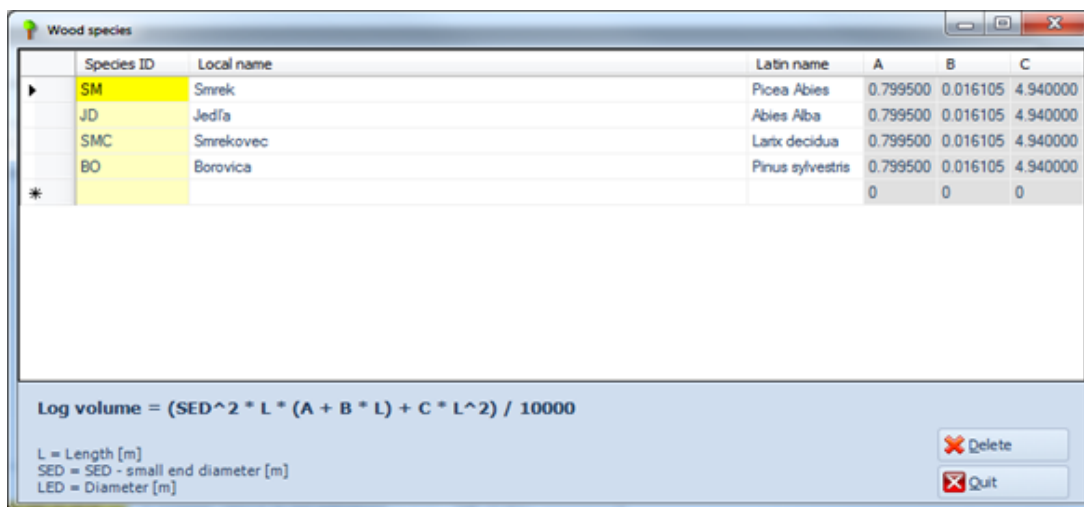 Wood species
Species ID Local name Latin name A B C
SM Smrek Picea Abies 0.799500 0.016105 4.940000
JD Jedľa Abies Alba 0.799500 0.016105 4.940000
SMC Smrekovec Larix decidua 0.799500 0.016105 4.940000
BO Borovica Pinus sylvestris 0.799500 0.016105 4.940000
0 0 0
Log volume = (SED^2 * L * (A + B * L) + C * L^2) / 10000
L = Length [m]
SED = SED - small end diameter [m]
LED = Diameter [m]
Delete
Quit